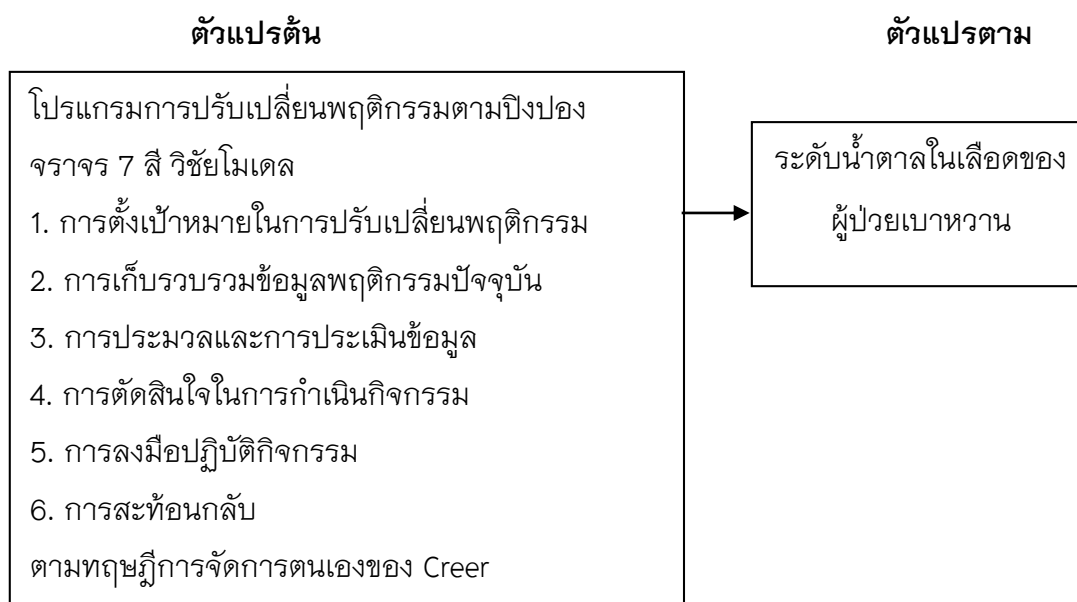 ตัวแปรต้น
ตัวแปรตาม
โปรแกรมการปรับเปลี่ยนพฤติกรรมตามปิงปอง
จราจร 7 สี วิชัยโมเดล
1. การตั้งเป้าหมายในการปรับเปลี่ยนพฤติกรรม
2. การเก็บรวบรวมข้อมูลพฤติกรรมปัจจุบัน
3. การประมวลและการประเมินข้อมูล
4. การตัดสินใจในการกำเนินกิจกรรม
5. การลงมือปฏิบัติกิจกรรม
6. การสะท้อนกลับ
ตามทฤษฎีการจัดการตนเองของ Creer
ระดับน้ำตาลในเลือดของ
ผู้ป่วยเบาหวาน